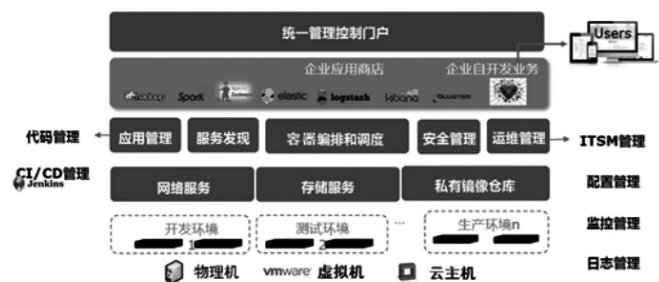 统一管理控制门户
Users
企业应用商店 企业自开发业务
hadoop Spark elastic logstash kibana GLUSTER
代码管理 应用管理 服务发现 容器编排和调度 安全管理 运维管理 ITSM管理
CI/CD管理
Jenkins
网络服务 存储服务 私有镜像仓库 配置管理
开发环境 测试环境 ... 生产环境n 监控管理
1 2
物理机 vmware 虚拟机 云主机 日志管理